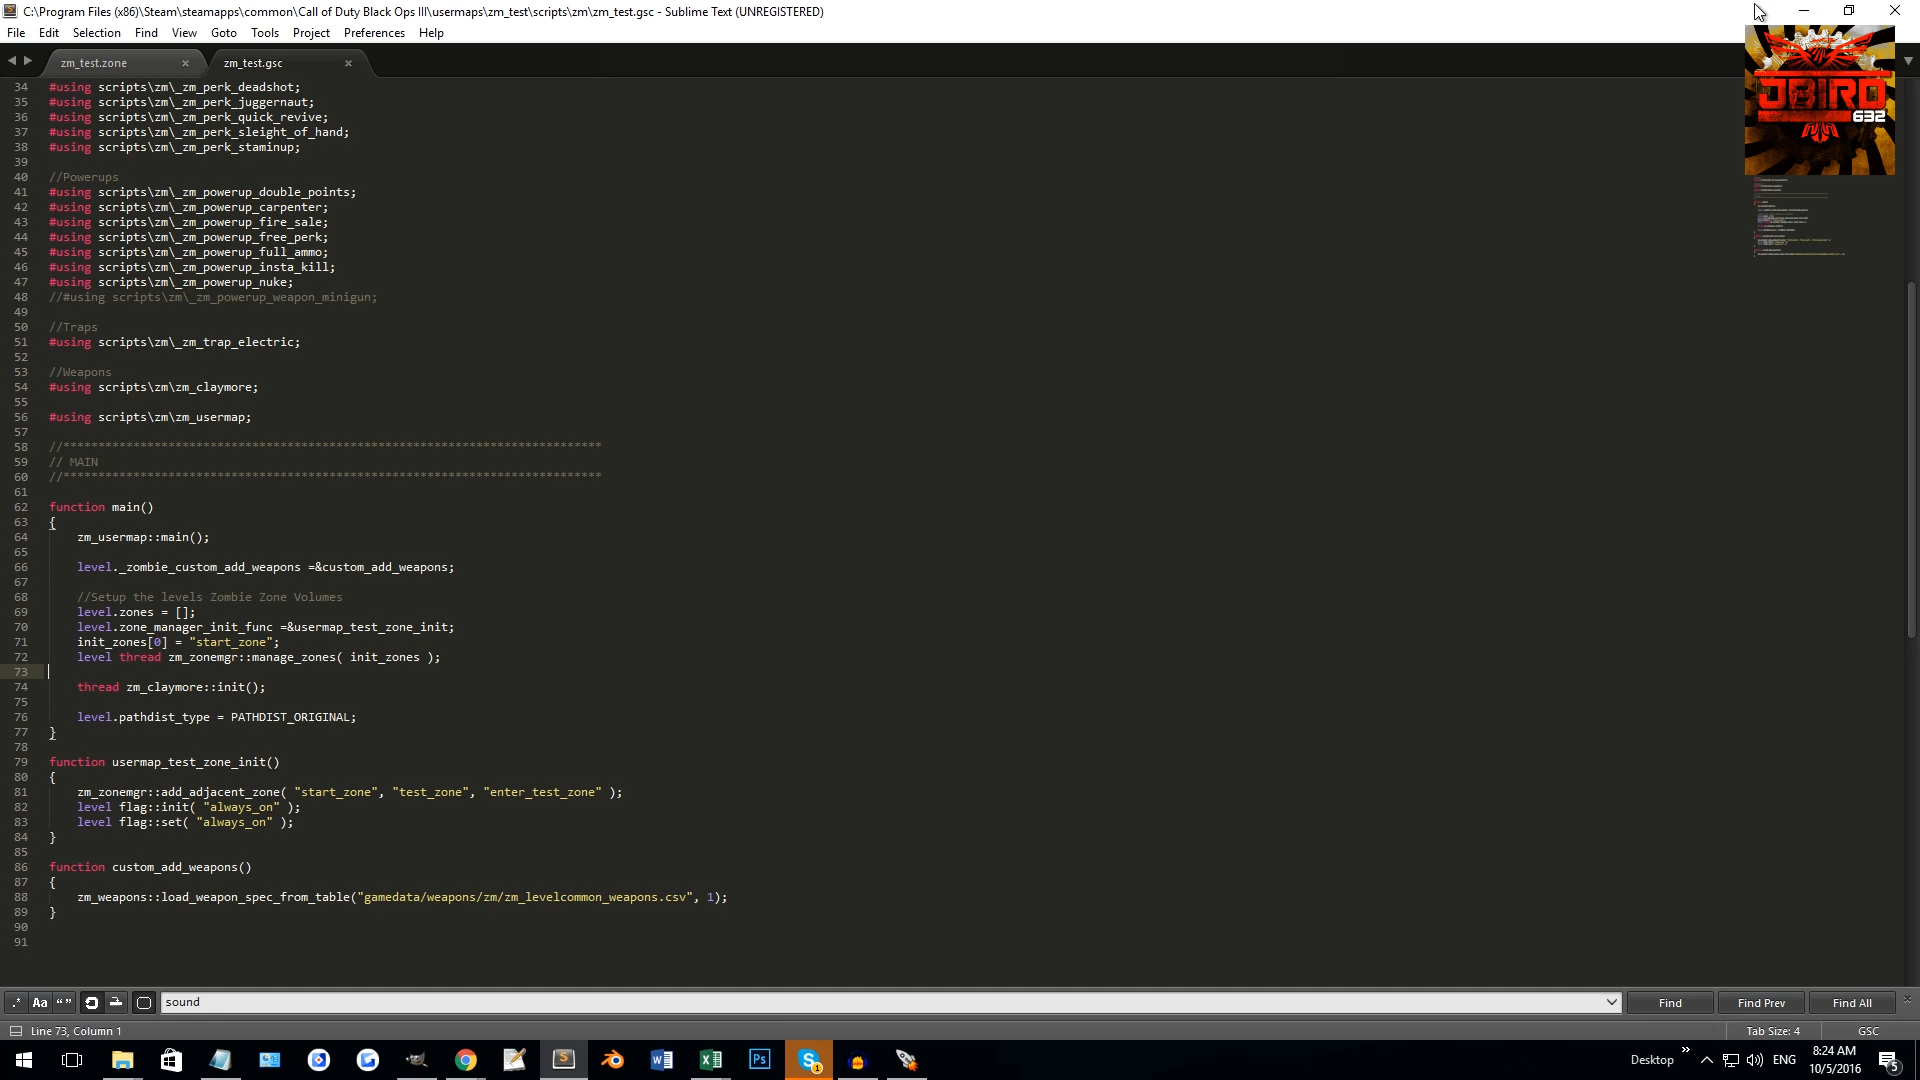 C:\Program Files (x86)\Steam\steamapps\common\Call of Duty Black Ops III\usermaps\zm_test\scripts\zm\zm_test.gsc - Sublime Text (UNREGISTERED)
File Edit Selection Find View Goto Tools Project Preferences Help
zm_test.zone zm_test.gsc
JBIRD
632
34 #using scripts\zm\_zm_perk_deadshot;
35 #using scripts\zm\_zm_perk_juggernaut;
36 #using scripts\zm\_zm_perk_quick_revive;
37 #using scripts\zm\_zm_perk_sleight_of_hand;
38 #using scripts\zm\_zm_perk_staminup;
39
40 //Powerups
41 #using scripts\zm\_zm_powerup_double_points;
42 #using scripts\zm\_zm_powerup_carpenter;
43 #using scripts\zm\_zm_powerup_fire_sale;
44 #using scripts\zm\_zm_powerup_free_perk;
45 #using scripts\zm\_zm_powerup_full_ammo;
46 #using scripts\zm\_zm_powerup_insta_kill;
47 #using scripts\zm\_zm_powerup_nuke;
48 //#using scripts\zm\_zm_powerup_weapon_minigun;
49
50 //Traps
51 #using scripts\zm\_zm_trap_electric;
52
53 //Weapons
54 #using scripts\zm\zm_claymore;
55
56 #using scripts\zm\zm_usermap;
57
58 //*****************************************************************************
59 // MAIN
60 //*****************************************************************************
61
62 function main()
63 {
64 zm_usermap::main();
65
66 level._zombie_custom_add_weapons =&custom_add_weapons;
67
68 //Setup the levels Zombie Zone Volumes
69 level.zones = [];
70 level.zone_manager_init_func =&usermap_test_zone_init;
71 init_zones[0] = "start_zone";
72 level thread zm_zonemgr::manage_zones( init_zones );
73
74 thread zm_claymore::init();
75
76 level.pathdist_type = PATHDIST_ORIGINAL;
77 }
78
79 function usermap_test_zone_init()
80 {
81 zm_zonemgr::add_adjacent_zone( "start_zone", "test_zone", "enter_test_zone" );
82 level flag::init( "always_on" );
83 level flag::set( "always_on" );
84 }
85
86 function custom_add_weapons()
87 {
88 zm_weapons::load_weapon_spec_from_table("gamedata/weapons/zm/zm_levelcommon_weapons.csv", 1);
89 }
90
91
.* Aa “” sound Find Find Prev Find All
Line 73, Column 1 Tab Size: 4 GSC
Desktop ENG 8:24 AM
10/5/2016